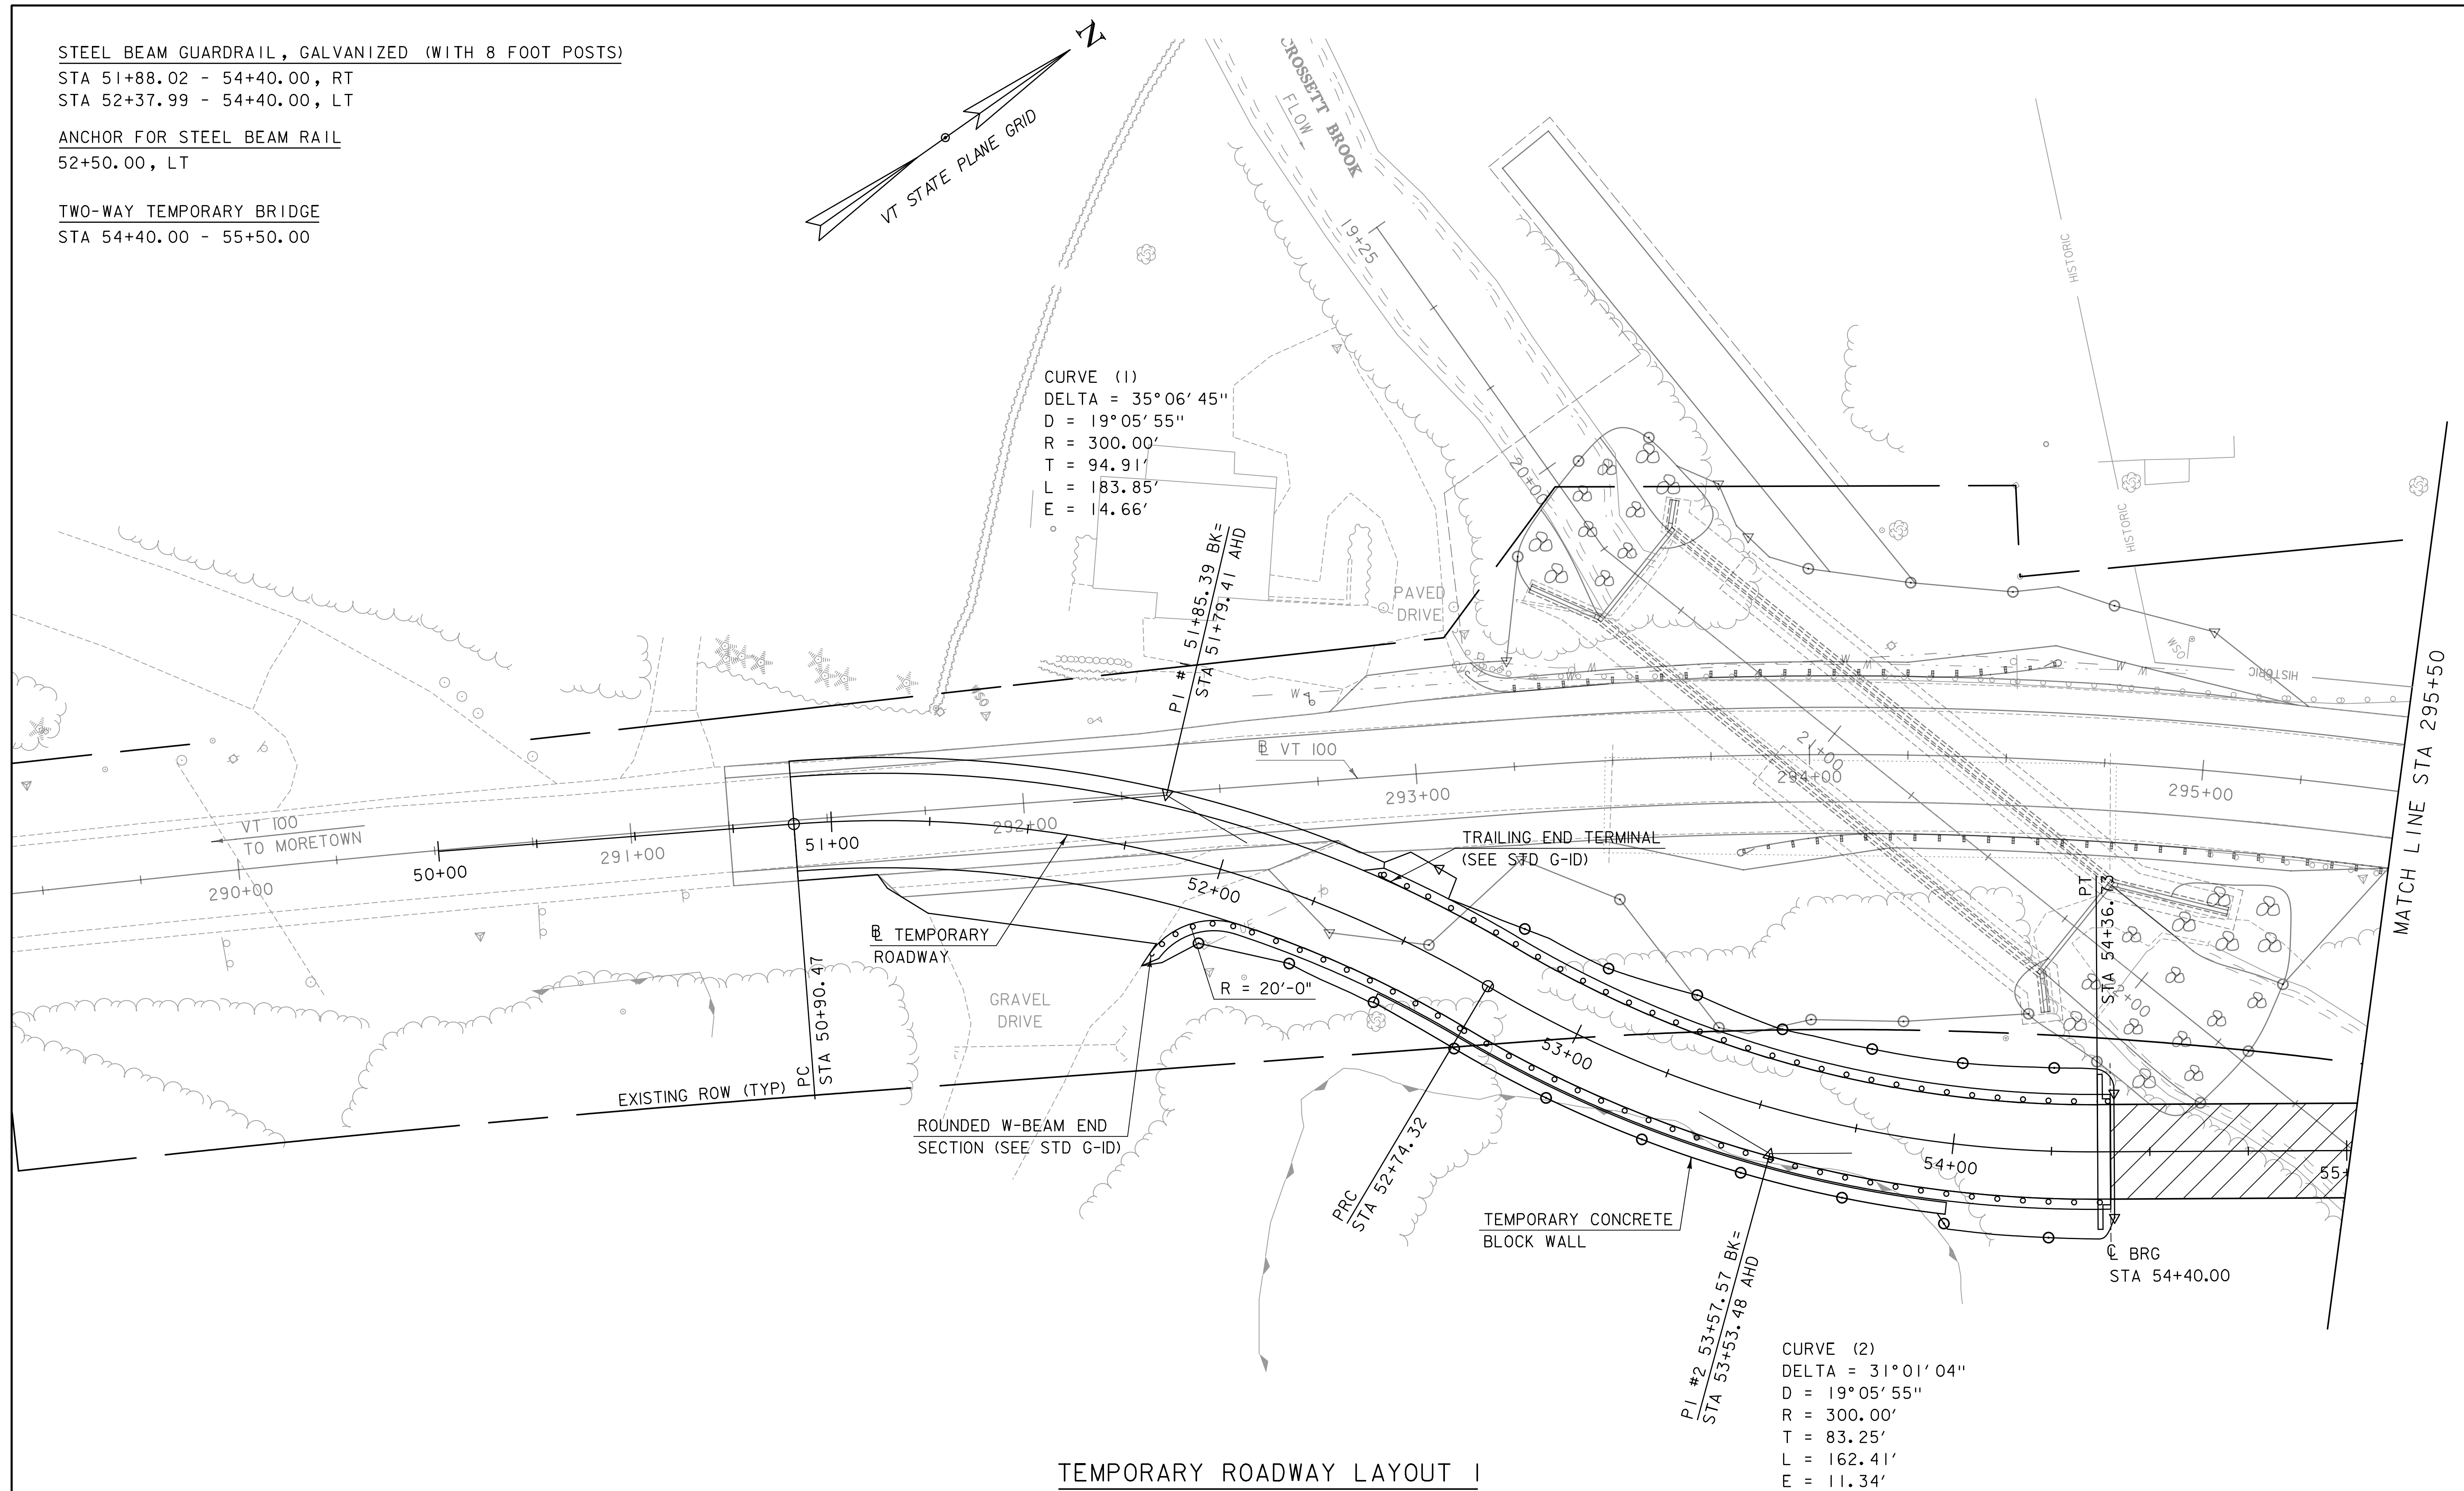 STEEL BEAM GUARDRAIL, GALVANIZED (WITH 8 FOOT POSTS)
STA 51+88.02 - 54+40.00, RT
STA 52+37.99 - 54+40.00, LT
ANCHOR FOR STEEL BEAM RAIL
52+50.00, LT
TWO-WAY TEMPORARY BRIDGE
STA 54+40.00 - 55+50.00
N
VT STATE PLANE GRID
CROSSETT BROOK
FLOW
19+25
20+00
21+00
HISTORIC
HISTORIC
HISTORIC
CURVE (1)
DELTA = 35°06'45"
D = 19°05'55"
R = 300.00'
T = 94.91'
L = 183.85'
E = 14.66'
PI #1 51+85.39 BK=
STA 51+79.41 AHD
PAVED
DRIVE
W
W
W
W
W
W
W
MATCH LINE STA 295+50
VT 100
TO MORETOWN
290+00
291+00
292+00
293+00
294+00
295+00
℄ VT 100
50+00
51+00
52+00
53+00
54+00
55+
TRAILING END TERMINAL
(SEE STD G-1D)
℄ TEMPORARY
ROADWAY
R = 20'-0"
GRAVEL
DRIVE
PC
STA 50+90.47
EXISTING ROW (TYP)
ROUNDED W-BEAM END
SECTION (SEE STD G-1D)
PRC
STA 52+74.32
TEMPORARY CONCRETE
BLOCK WALL
PI #2 53+57.57 BK=
STA 53+53.48 AHD
PT
STA 54+36.73
℄ BRG
STA 54+40.00
CURVE (2)
DELTA = 31°01'04"
D = 19°05'55"
R = 300.00'
T = 83.25'
L = 162.41'
E = 11.34'
TEMPORARY ROADWAY LAYOUT 1